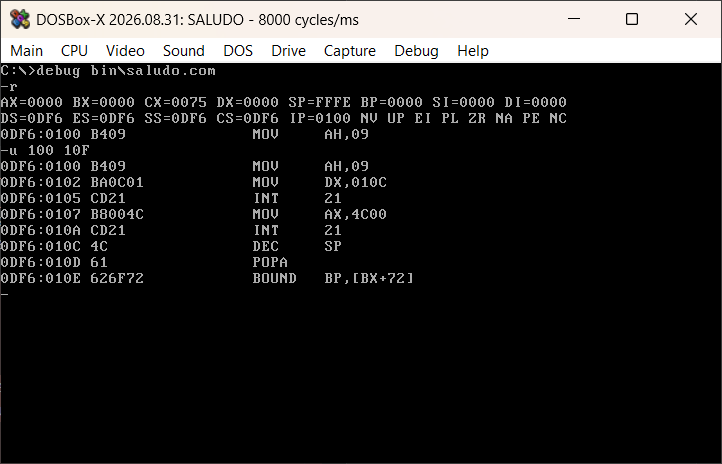 DOSBox-X 2026.08.31: SALUDO - 8000 cycles/ms
Main CPU Video Sound DOS Drive Capture Debug Help
C:\>debug bin\saludo.com
-r
AX=0000 BX=0000 CX=0075 DX=0000 SP=FFFE BP=0000 SI=0000 DI=0000
DS=0DF6 ES=0DF6 SS=0DF6 CS=0DF6 IP=0100 NV UP EI PL ZR NA PE NC
0DF6:0100 B409 MOV AH,09
-u 100 10F
0DF6:0100 B409 MOV AH,09
0DF6:0102 BA0C01 MOV DX,010C
0DF6:0105 CD21 INT 21
0DF6:0107 B8004C MOV AX,4C00
0DF6:010A CD21 INT 21
0DF6:010C 4C DEC SP
0DF6:010D 61 POPA
0DF6:010E 626F72 BOUND BP,[BX+72]
-